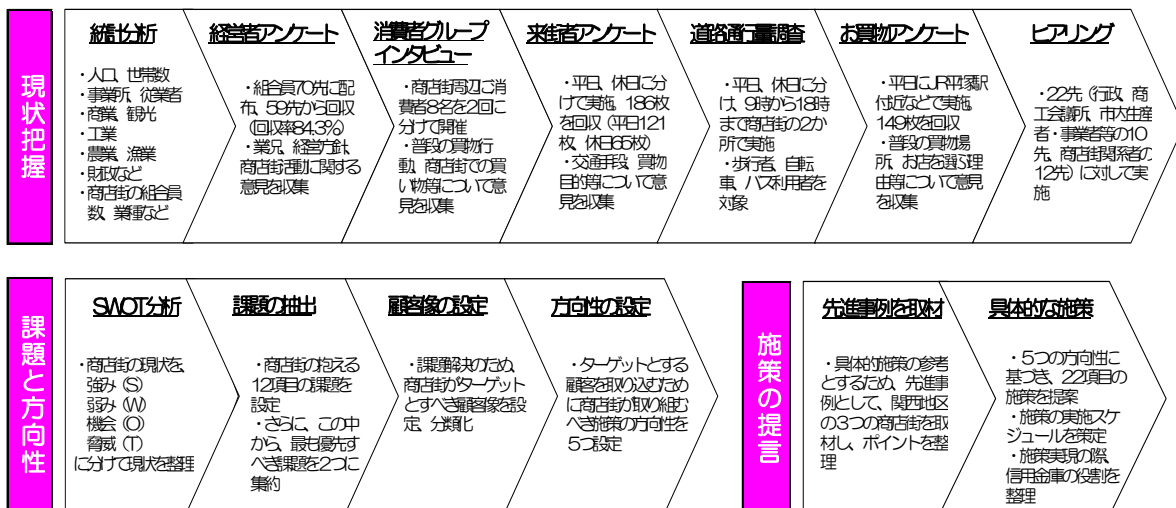 現状把握
統計分析
・人口、世帯数
・事業所、従業者
・商業、観光
・工業
・農業、漁業
・財政など
・商店街の組合員
数、業種など
経営者アンケート
・組合員70先に配
布、59先から回収
(回収率84.3%)
・業況、経営方針、
商店街活動に関する
意見を収集
消費者グループ
インタビュー
・商店街周辺に消
費者8名を2回に
分けて開催
・普段の買物行
動、商店街での買
い物等について意
見を収集
来街者アンケート
・平日、休日に分
けて実施、186枚
を回収(平日121
枚、休日65枚)
・交通手段、買物
目的等について意
見を収集
道路通行量調査
・平日、休日に分
け、9時から18時
まで商店街の2か
所で実施
・歩行者、自転
車、バス利用者を
対象
お買物アンケート
・平日にJR平塚駅
付近などで実施、
149枚を回収
・普段の買物場
所、お店を選ぶ理
由等について意見
を収集
ヒアリング
・22先(行政、商
工会議所、市内生産
者・事業者等の10
先、商店街関係者の
12先)に対して実
施
課題と方向性
SWOT分析
・商店街の現状を、
強み(S)
弱み(W)
機会(O)
脅威(T)
に分けて現状を整理
課題の抽出
・商店街の抱える
12項目の課題を
設定
・さらに、この中
から、最も優先す
べき課題を2つに
集約
顧客像の設定
・課題解決のため、
商店街がターゲット
とすべき顧客像を設
定、分類化
方向性の設定
・ターゲットとする
顧客を取り込むため
に商店街が取り組む
べき施策の方向性を
5つ設定
施策の提言
先進事例を取材
・具体的施策の参考
とするため、先進事
例として、関西地区
の3つの商店街を取
材し、ポイントを整
理
具体的な施策
・5つの方向性に
基づき、22項目の
施策を提案
・施策の実施スケ
ジュールを策定
・施策実現の際、
信用金庫の役割を
整理